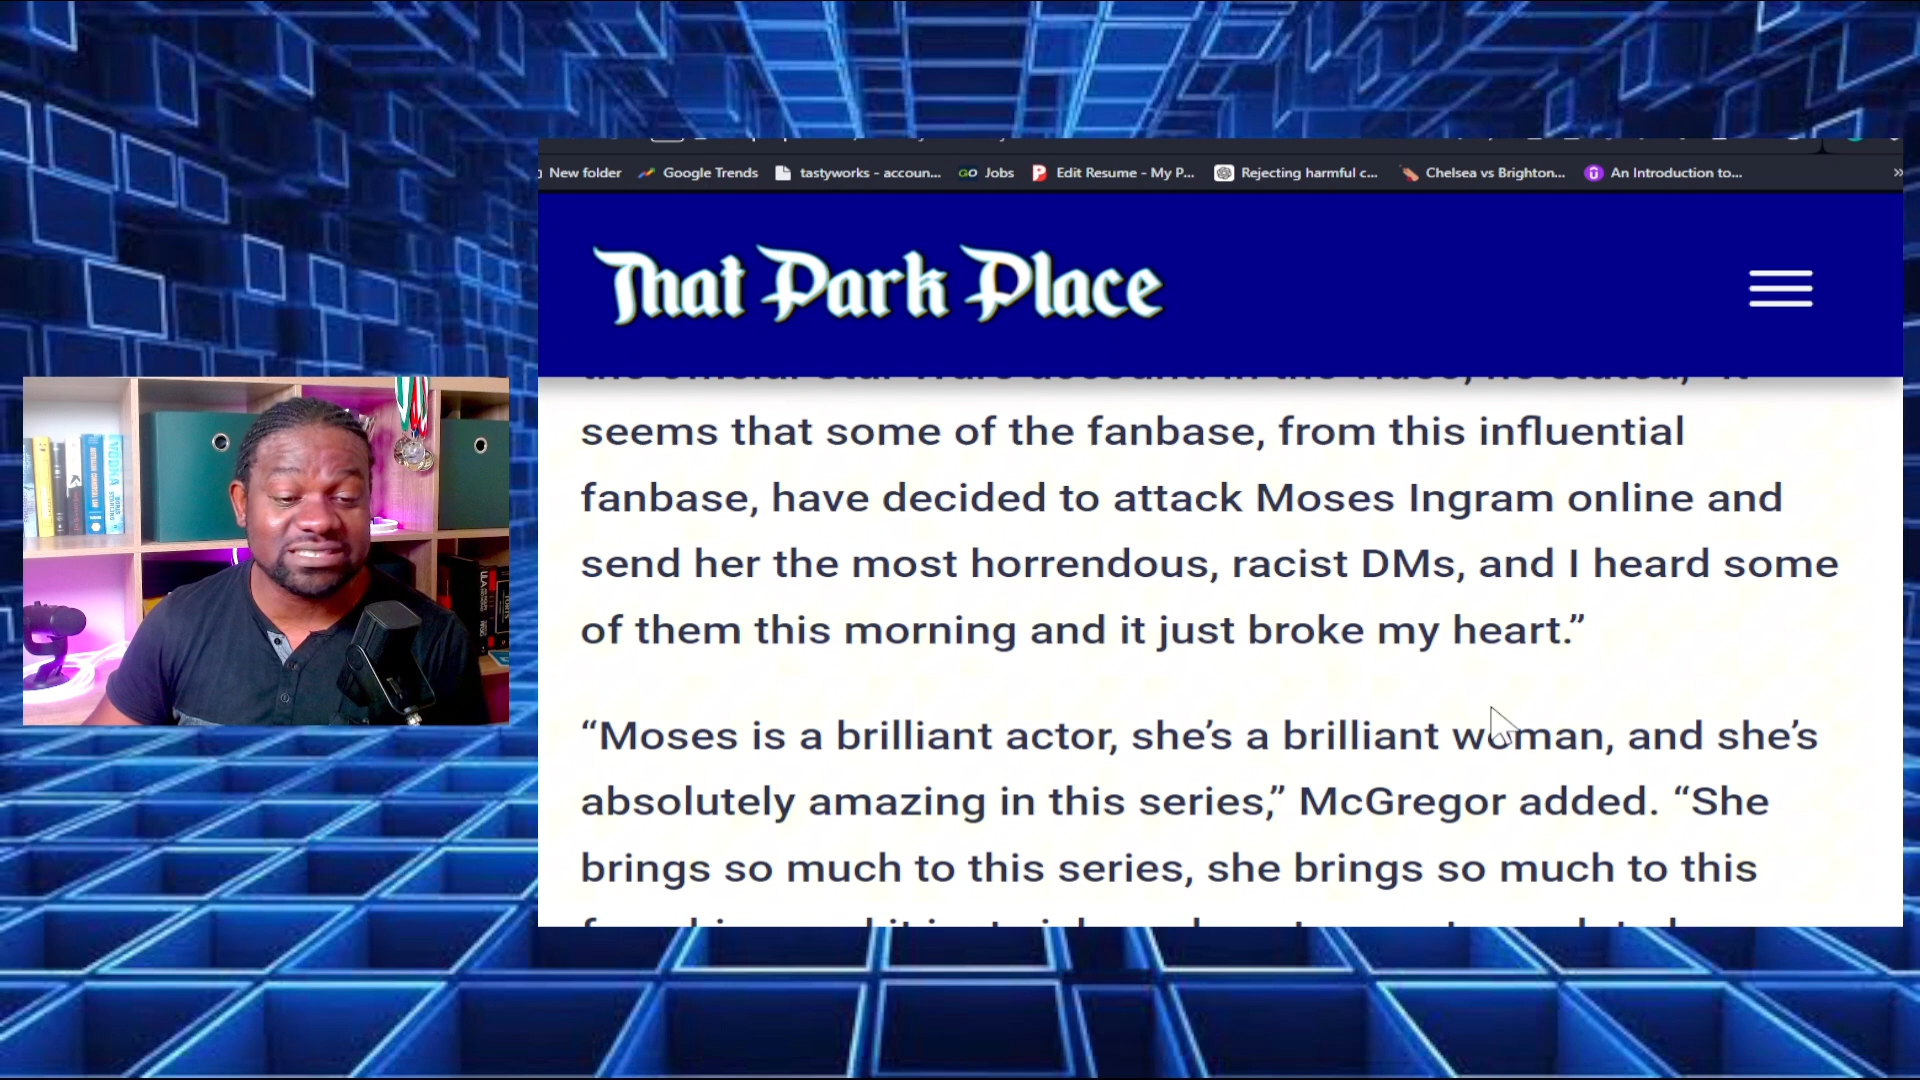 New folder Google Trends tastyworks - accoun... GO Jobs Edit Resume - My P... Rejecting harmful c... Chelsea vs Brighton... An Introduction to... »
That Park Place
seems that some of the fanbase, from this influential
fanbase, have decided to attack Moses Ingram online and
send her the most horrendous, racist DMs, and I heard some
of them this morning and it just broke my heart.”
“Moses is a brilliant actor, she’s a brilliant woman, and she’s
absolutely amazing in this series,” McGregor added. “She
brings so much to this series, she brings so much to this